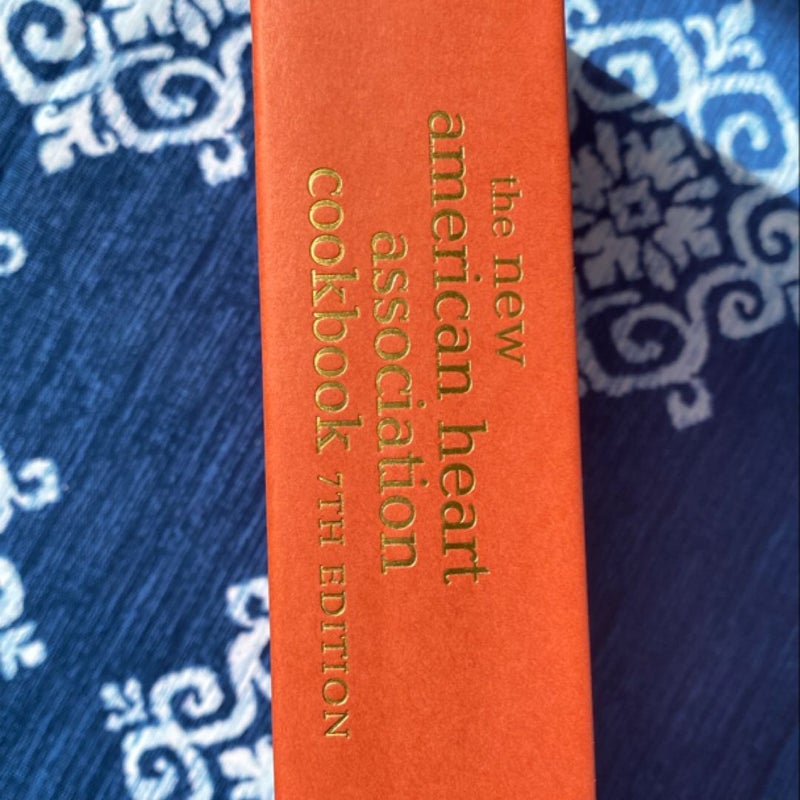 the new
american heart
association
cookbook 7TH EDITION